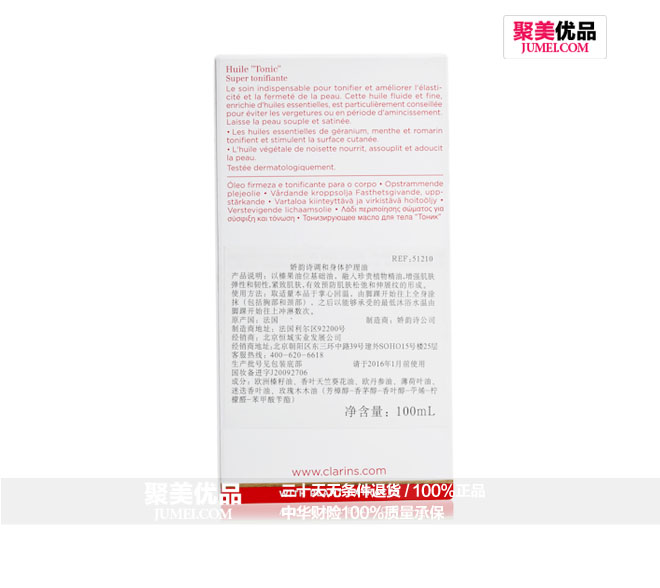 聚美优品
JUMEI.COM
Huile "Tonic"
Super tonifiante
Le soin indispensable pour tonifier et améliorer l'élasti-
cité et la fermeté de la peau. Cette huile fluide et fine,
enrichie d'huiles essentielles, est particulièrement conseillée
pour éviter les vergetures ou en période d'amincissement.
Laisse la peau souple et satinée.
• Les huiles essentielles de géranium, menthe et romarin
tonifient et stimulent la surface cutanée.
• L'huile végétale de noisette nourrit, assouplit et adoucit
la peau.
Testée dermatologiquement.
Óleo firmeza e tonificante para o corpo • Opstrammende
plejeolie • Vårdande kroppsolja Fasthetsgivande, upp-
stärkande • Vartaloa kiinteyttävä ja virkistävä hoitoöljy •
Verstevigende lichaamsolie • Λάδι περιποίησης σώματος για
σύσφιξη και τόνωση • Тонизирующее масло для тела "Тоник"
REF:51210
娇韵诗调和身体护理油
产品说明:以榛果油位基础油。融入珍贵植物精油,增强肌肤
弹性和韧性,紧致肌肤,有效预防肌肤松弛和伸展纹的形成。
使用方法:取适量本品于掌心回温。由脚踝开始往上全身涂
抹(包括胸部和颈部)。之后以能够承受的最低沐浴水温由
脚踝开始往上冲淋数次。
原产国:法国 制造商:娇韵诗公司
制造商地址:法国利尔区92200号
经销商:北京恒域实业发展公司
经销商地址:北京朝阳区东三环中路39号建外SOHO15号楼25层
客服热线:400-620-6618
生产批号见包装底部 请于2016年1月前使用
国妆备进字J20092706
成分:欧洲榛籽油、香叶天竺葵花油、欧丹参油、薄荷叶油、
迷迭香叶油、玫瑰木木油(芳樟醇-香茅醇-香叶醇-苧烯-柠
檬醛-苯甲酸苄酯)
净含量:100mL
www.clarins.com
聚美优品
JUMEI.COM
三十天无条件退货 / 100%正品
中华财险100%质量承保